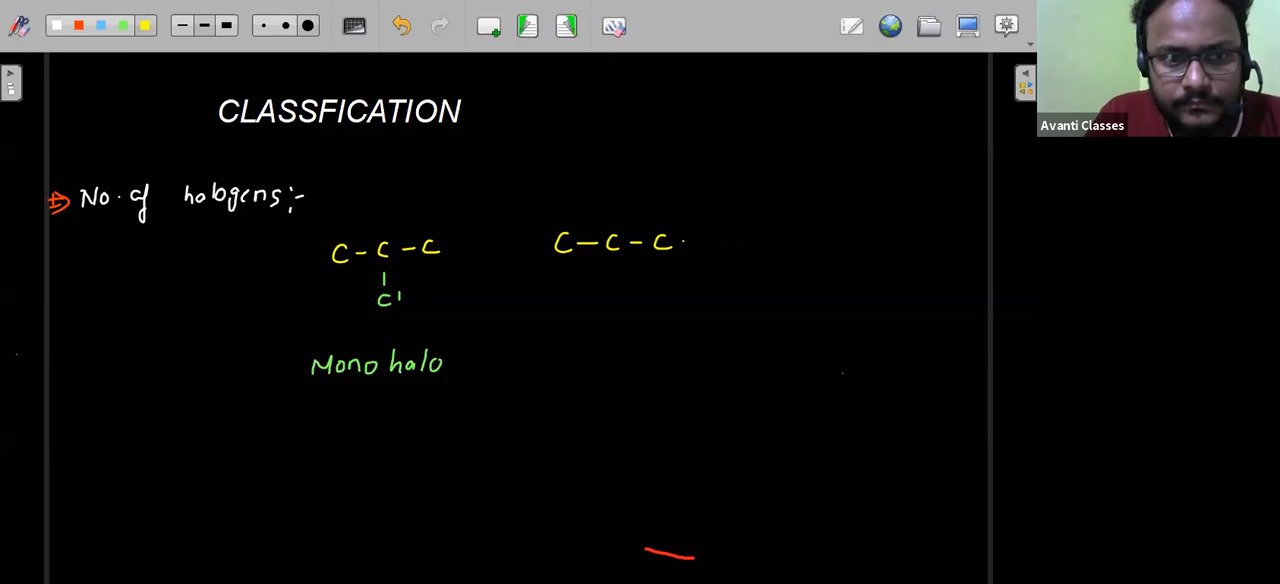 Avanti Classes
CLASSFICATION
⇒ No. of halogens :-
C - C - C
|
Cl
C - C - C
Mono halo